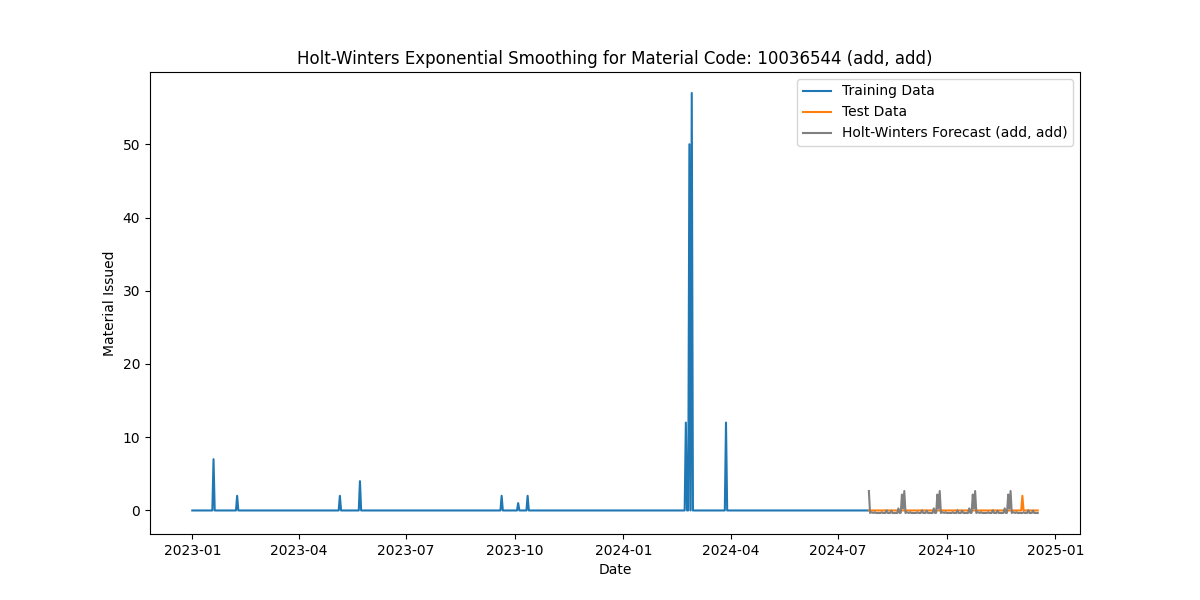 Holt-Winters Exponential Smoothing for Material Code: 10036544 (add, add)
Training Data
Test Data
Holt-Winters Forecast (add, add)
Material Issued
50
40
30
20
10
0
2023-01 2023-04 2023-07 2023-10 2024-01 2024-04 2024-07 2024-10 2025-01
Date